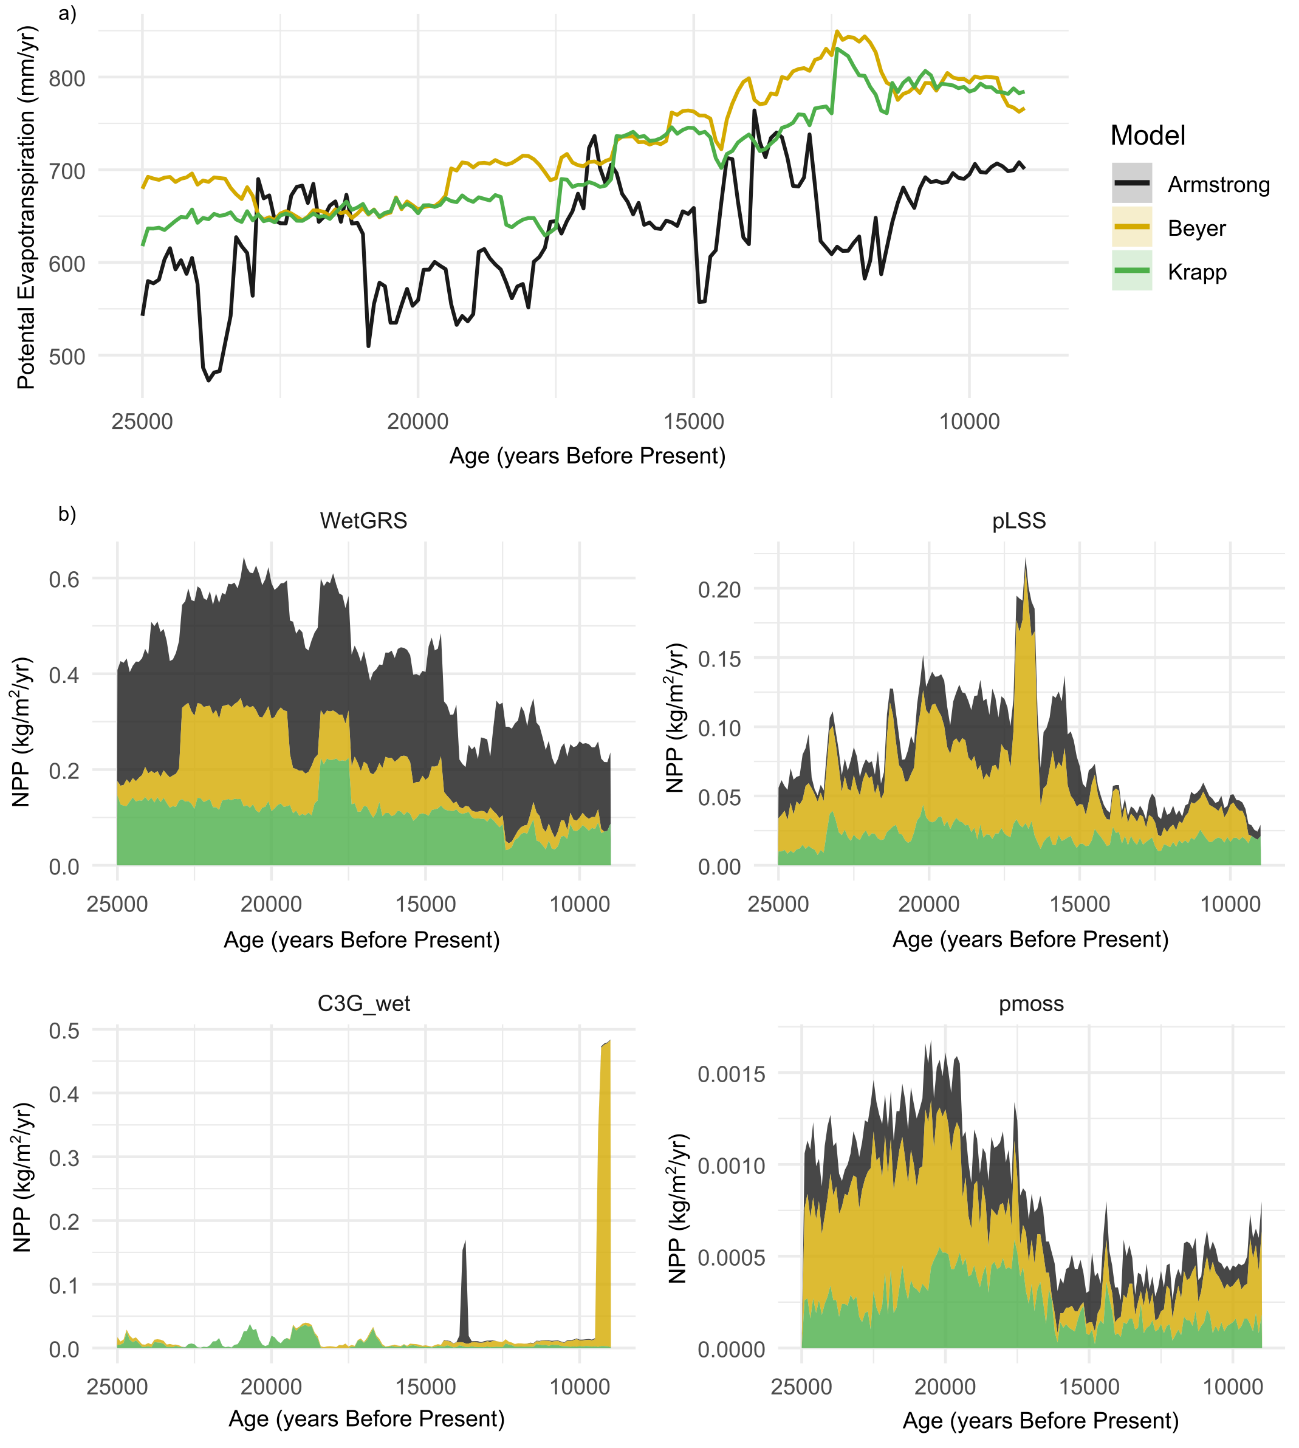 a)
Potental Evapotranspiration (mm/yr)
800
700
600
500
25000 20000 15000 10000
Age (years Before Present)
Model
Armstrong
Beyer
Krapp
b)
WetGRS
NPP (kg/m²/yr)
0.6
0.4
0.2
0.0
25000 20000 15000 10000
Age (years Before Present)
pLSS
NPP (kg/m²/yr)
0.20
0.15
0.10
0.05
0.00
25000 20000 15000 10000
Age (years Before Present)
C3G_wet
NPP (kg/m²/yr)
0.5
0.4
0.3
0.2
0.1
0.0
25000 20000 15000 10000
Age (years Before Present)
pmoss
NPP (kg/m²/yr)
0.0015
0.0010
0.0005
0.0000
25000 20000 15000 10000
Age (years Before Present)